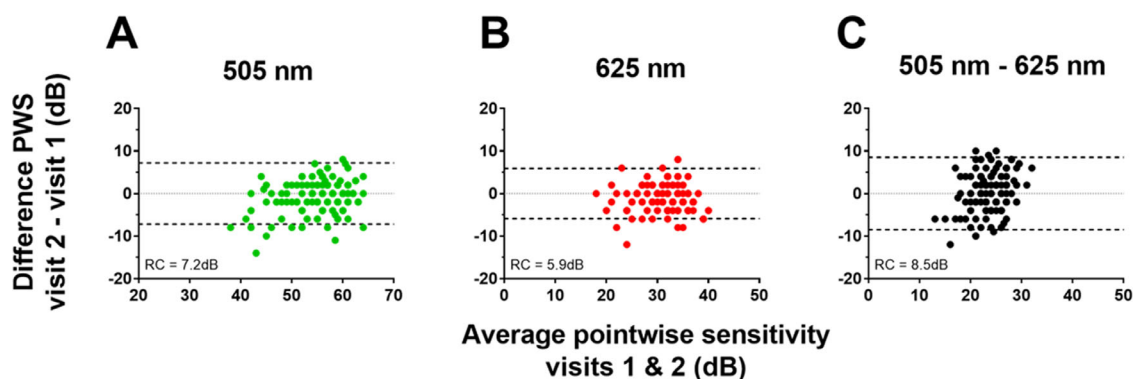 A
B
C
505 nm
625 nm
505 nm - 625 nm
Difference PWS
visit 2 - visit 1 (dB)
20
10
0
-10
-20
RC = 7.2dB
20 30 40 50 60 70
20
10
0
-10
-20
RC = 5.9dB
0 10 20 30 40 50
20
10
0
-10
-20
RC = 8.5dB
0 10 20 30 40 50
Average pointwise sensitivity
visits 1 & 2 (dB)